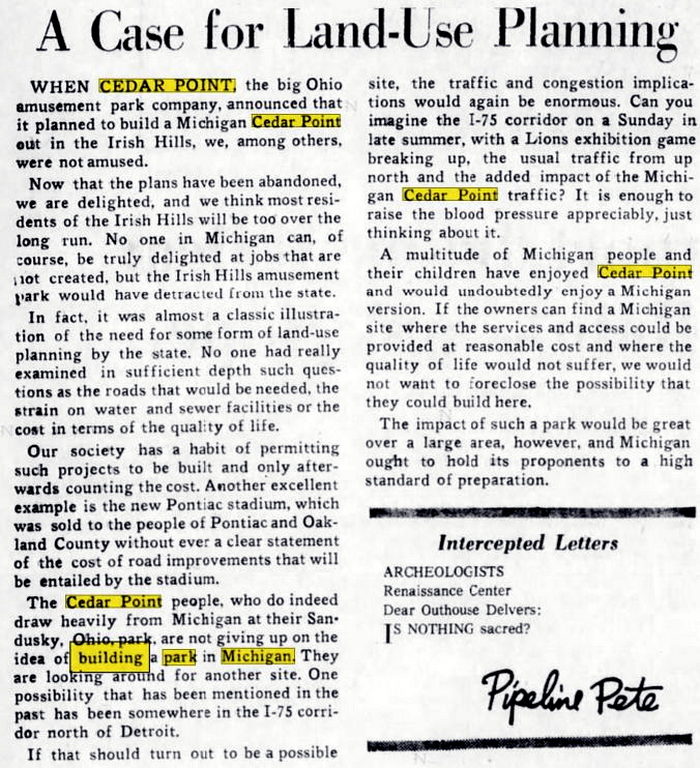 A Case for Land-Use Planning
WHEN CEDAR POINT, the big Ohio
amusement park company, announced that
it planned to build a Michigan Cedar Point
out in the Irish Hills, we, among others,
were not amused.
Now that the plans have been abandoned,
we are delighted, and we think most resi-
dents of the Irish Hills will be too over the
long run. No one in Michigan can, of
course, be truly delighted at jobs that are
not created, but the Irish Hills amusement
park would have detracted from the state.
In fact, it was almost a classic illustra-
tion of the need for some form of land-use
planning by the state. No one had really
examined in sufficient depth such ques-
tions as the roads that would be needed, the
strain on water and sewer facilities or the
cost in terms of the quality of life.
Our society has a habit of permitting
such projects to be built and only after-
wards counting the cost. Another excellent
example is the new Pontiac stadium, which
was sold to the people of Pontiac and Oak-
land County without ever a clear statement
of the cost of road improvements that will
be entailed by the stadium.
The Cedar Point people, who do indeed
draw heavily from Michigan at their San-
dusky, Ohio, park, are not giving up on the
idea of building a park in Michigan. They
are looking around for another site. One
possibility that has been mentioned in the
past has been somewhere in the I-75 corri-
dor north of Detroit.
If that should turn out to be a possible
site, the traffic and congestion implica-
tions would again be enormous. Can you
imagine the I-75 corridor on a Sunday in
late summer, with a Lions exhibition game
breaking up, the usual traffic from up
north and the added impact of the Michi-
gan Cedar Point traffic? It is enough to
raise the blood pressure appreciably, just
thinking about it.
A multitude of Michigan people and
their children have enjoyed Cedar Point
and would undoubtedly enjoy a Michigan
version. If the owners can find a Michigan
site where the services and access could be
provided at reasonable cost and where the
quality of life would not suffer, we would
not want to foreclose the possibility that
they could build here.
The impact of such a park would be great
over a large area, however, and Michigan
ought to hold its proponents to a high
standard of preparation.
Intercepted Letters
ARCHEOLOGISTS
Renaissance Center
Dear Outhouse Delvers:
IS NOTHING sacred?
Pipeline Pete